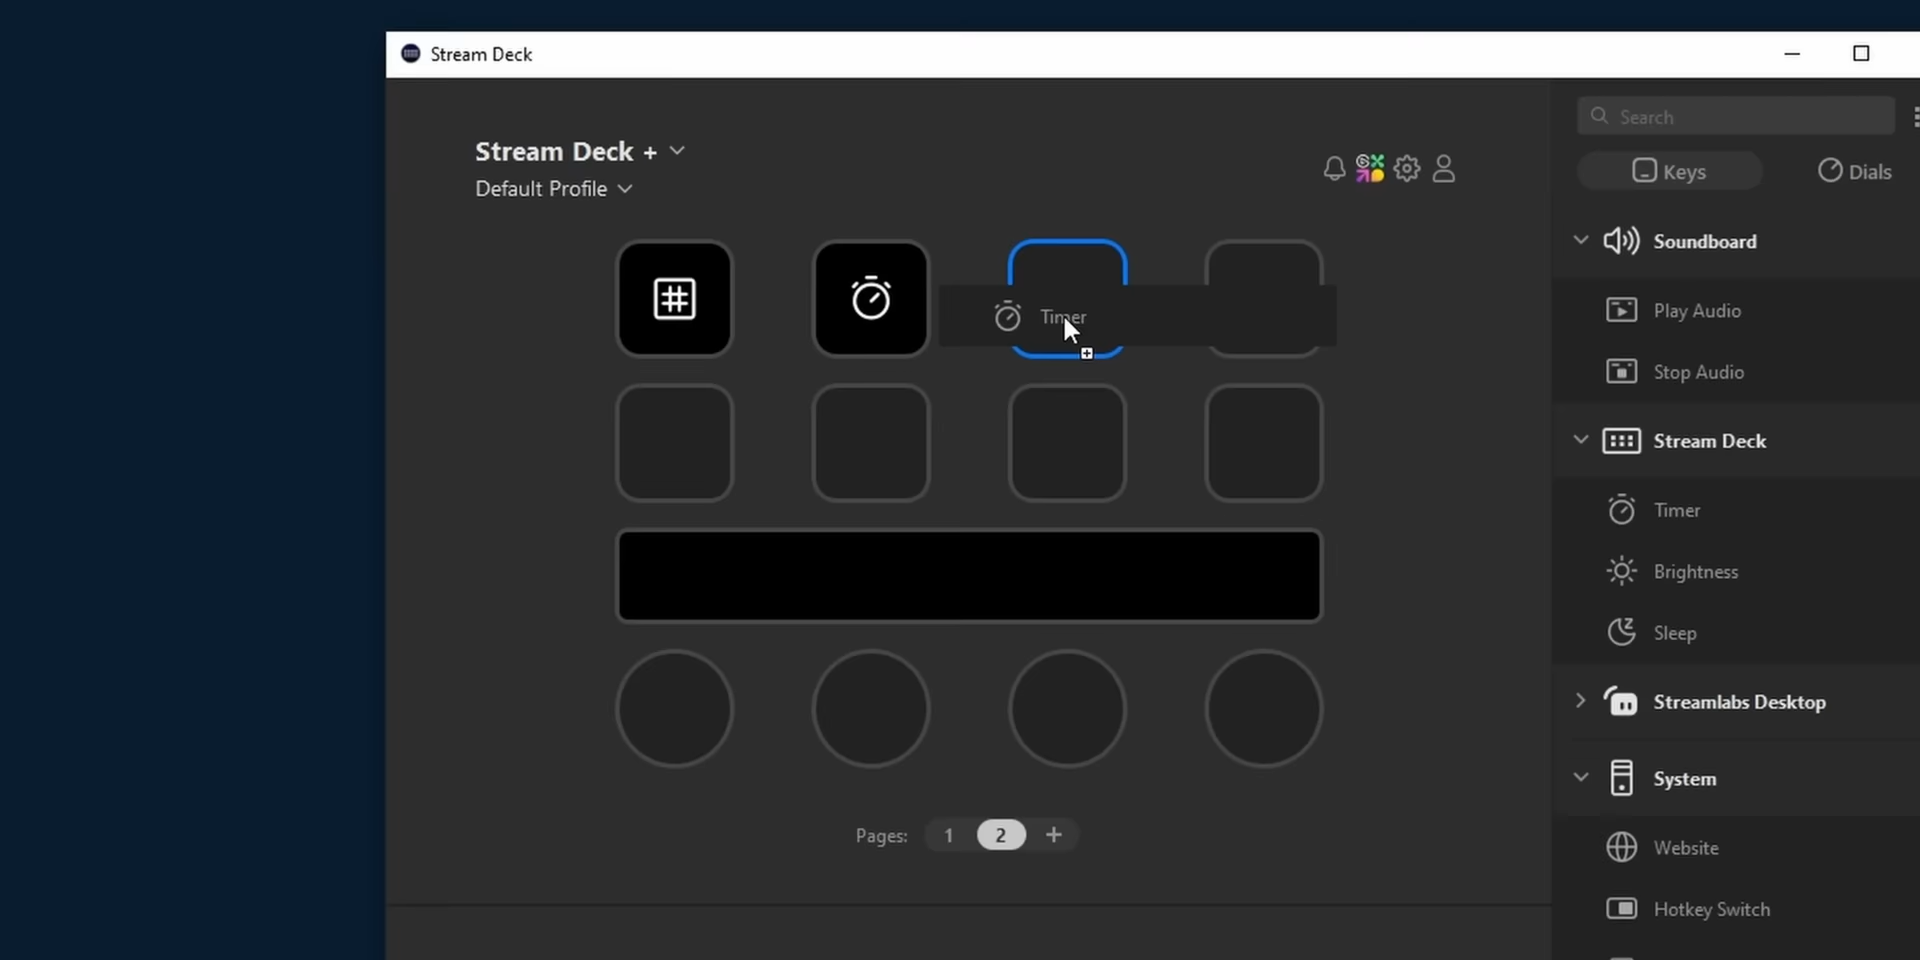 Stream Deck
Search
Stream Deck +
Default Profile
Keys
Dials
Soundboard
Timer
Play Audio
Stop Audio
Stream Deck
Timer
Brightness
Sleep
Streamlabs Desktop
System
Pages: 1 2 +
Website
Hotkey Switch